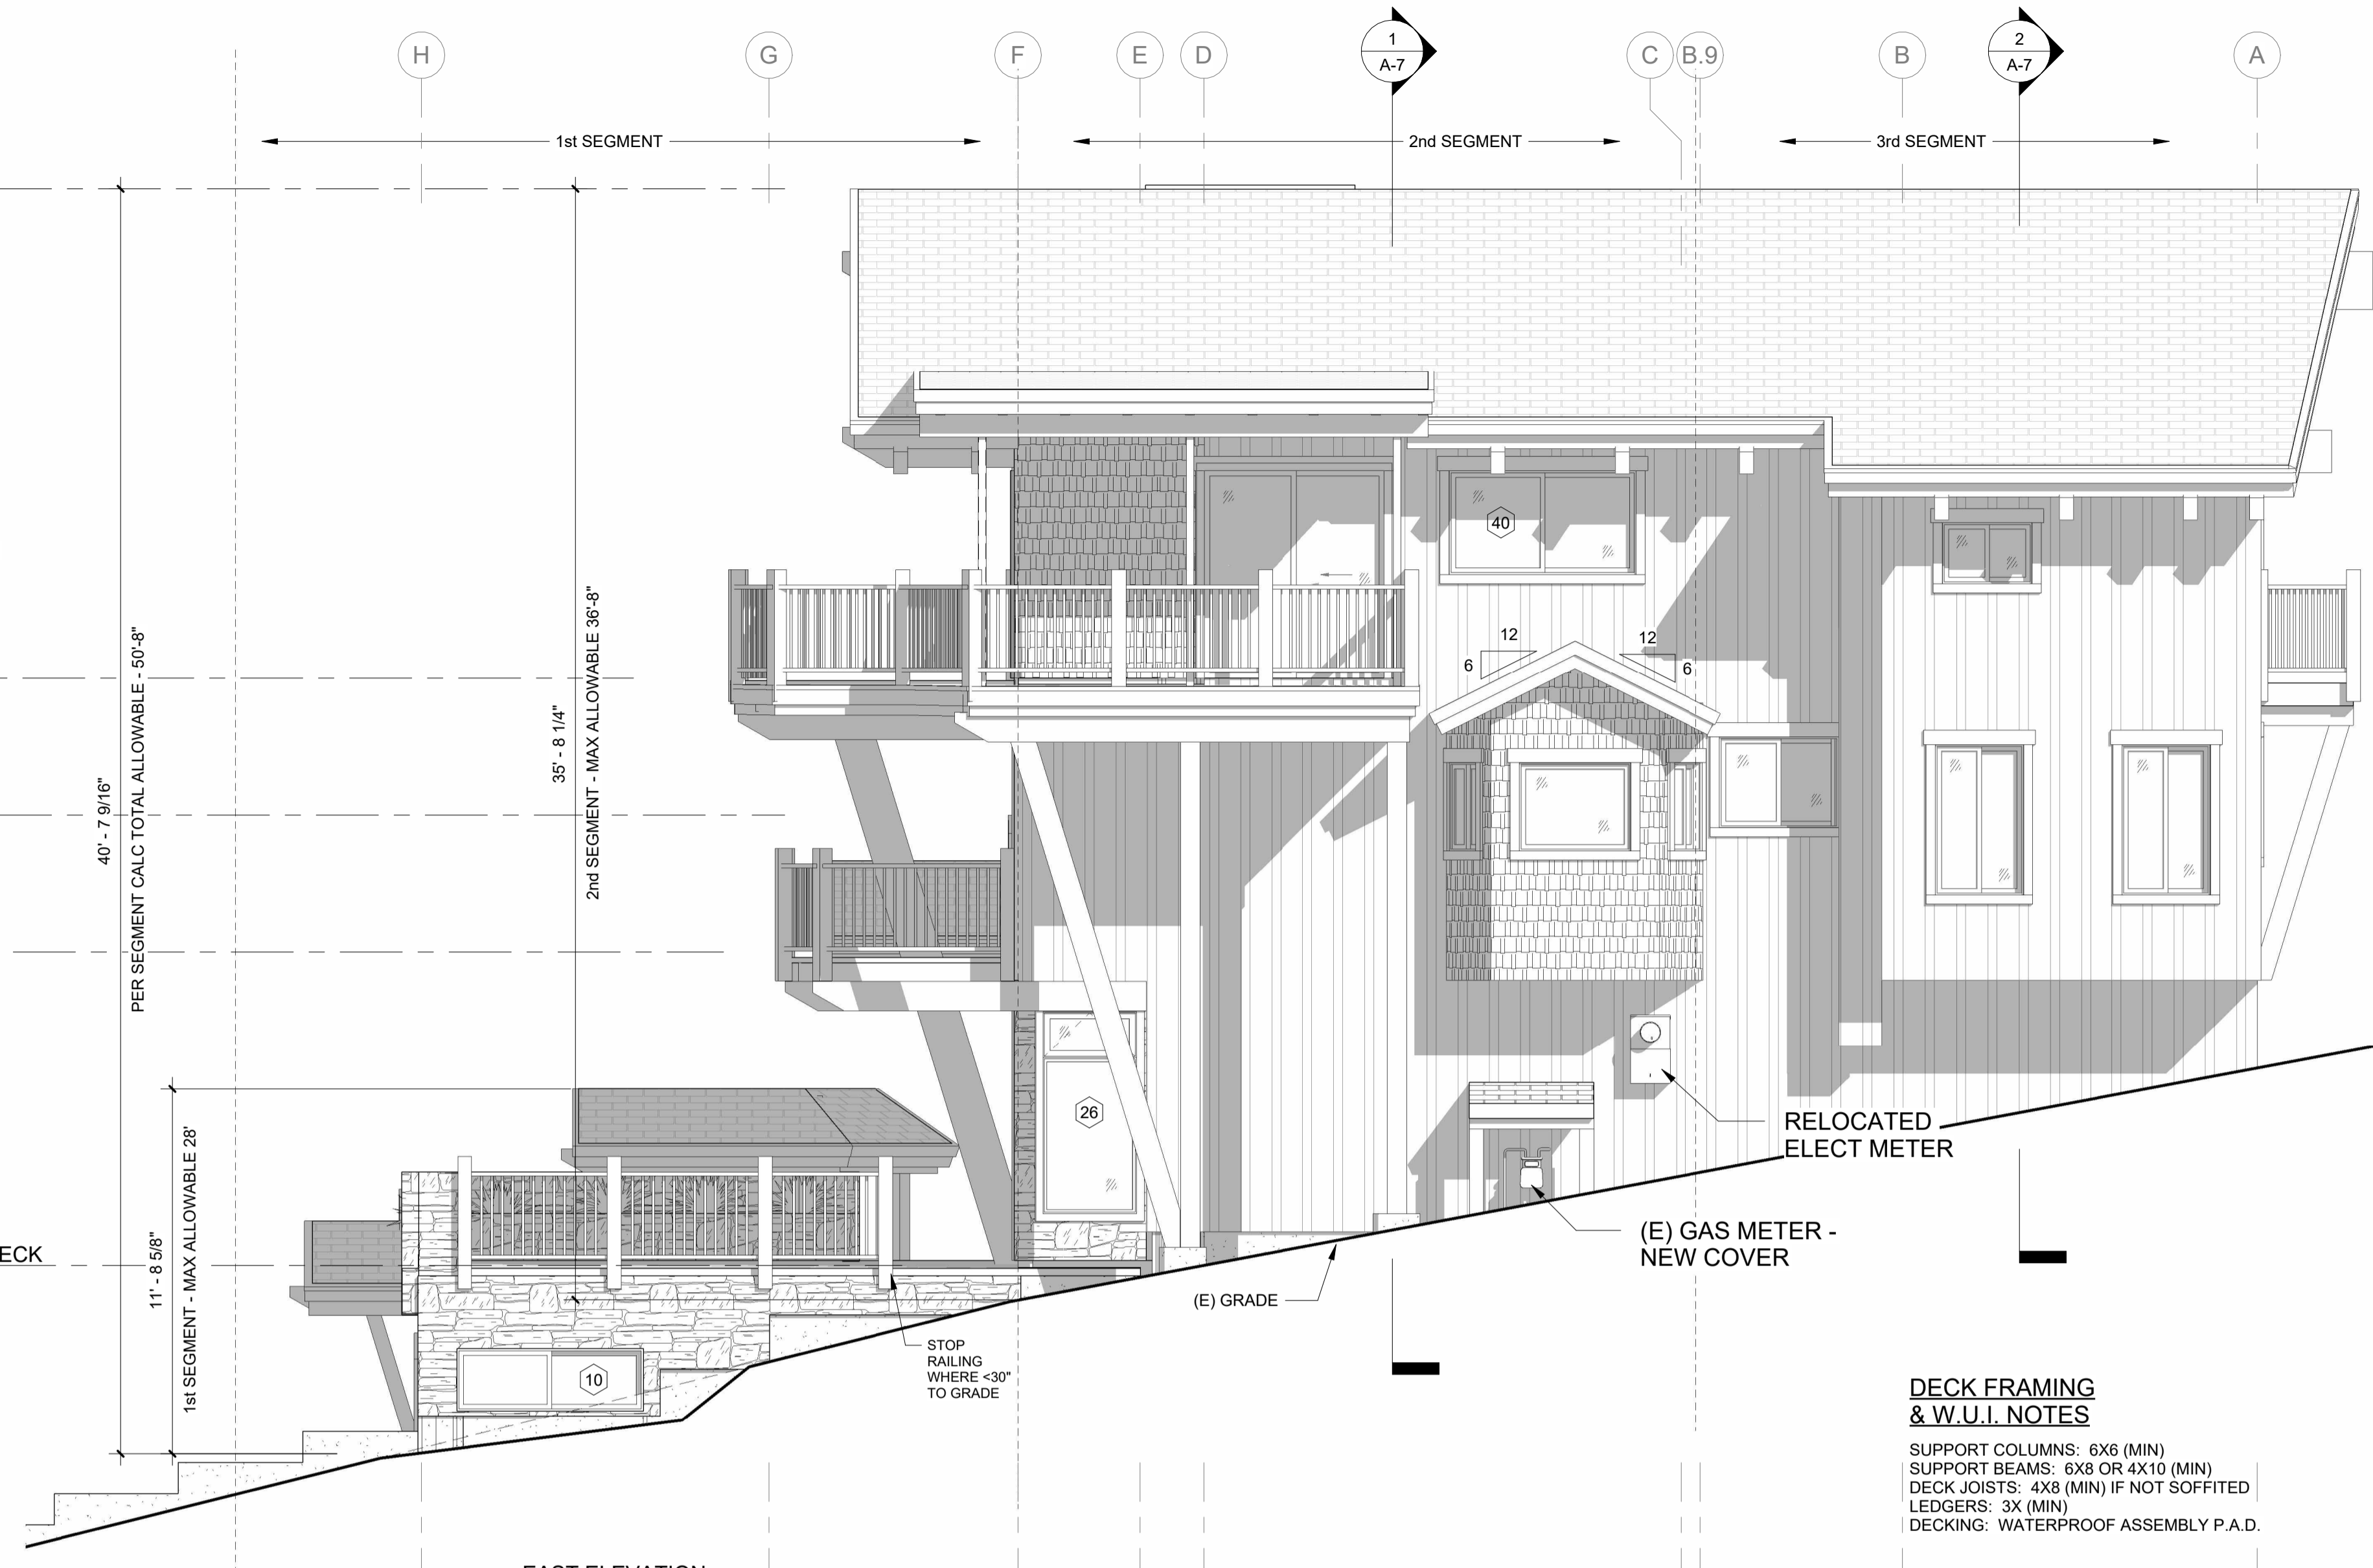 H
G
F
E
D
1
A-7
C
B.9
B
2
A-7
A
1st SEGMENT
2nd SEGMENT
3rd SEGMENT
40' - 7 9/16"
PER SEGMENT CALC TOTAL ALLOWABLE - 50'-8"
35' - 8 1/4"
2nd SEGMENT - MAX ALLOWABLE 36'-8"
11' - 8 5/8"
1st SEGMENT - MAX ALLOWABLE 28'
40
12
6
12
6
26
10
RELOCATED
ELECT METER
(E) GAS METER -
NEW COVER
(E) GRADE
ECK
STOP
RAILING
WHERE <30"
TO GRADE
DECK FRAMING
& W.U.I. NOTES
SUPPORT COLUMNS: 6X6 (MIN)
SUPPORT BEAMS: 6X8 OR 4X10 (MIN)
DECK JOISTS: 4X8 (MIN) IF NOT SOFFITED
LEDGERS: 3X (MIN)
DECKING: WATERPROOF ASSEMBLY P.A.D.
EAST ELEVATION